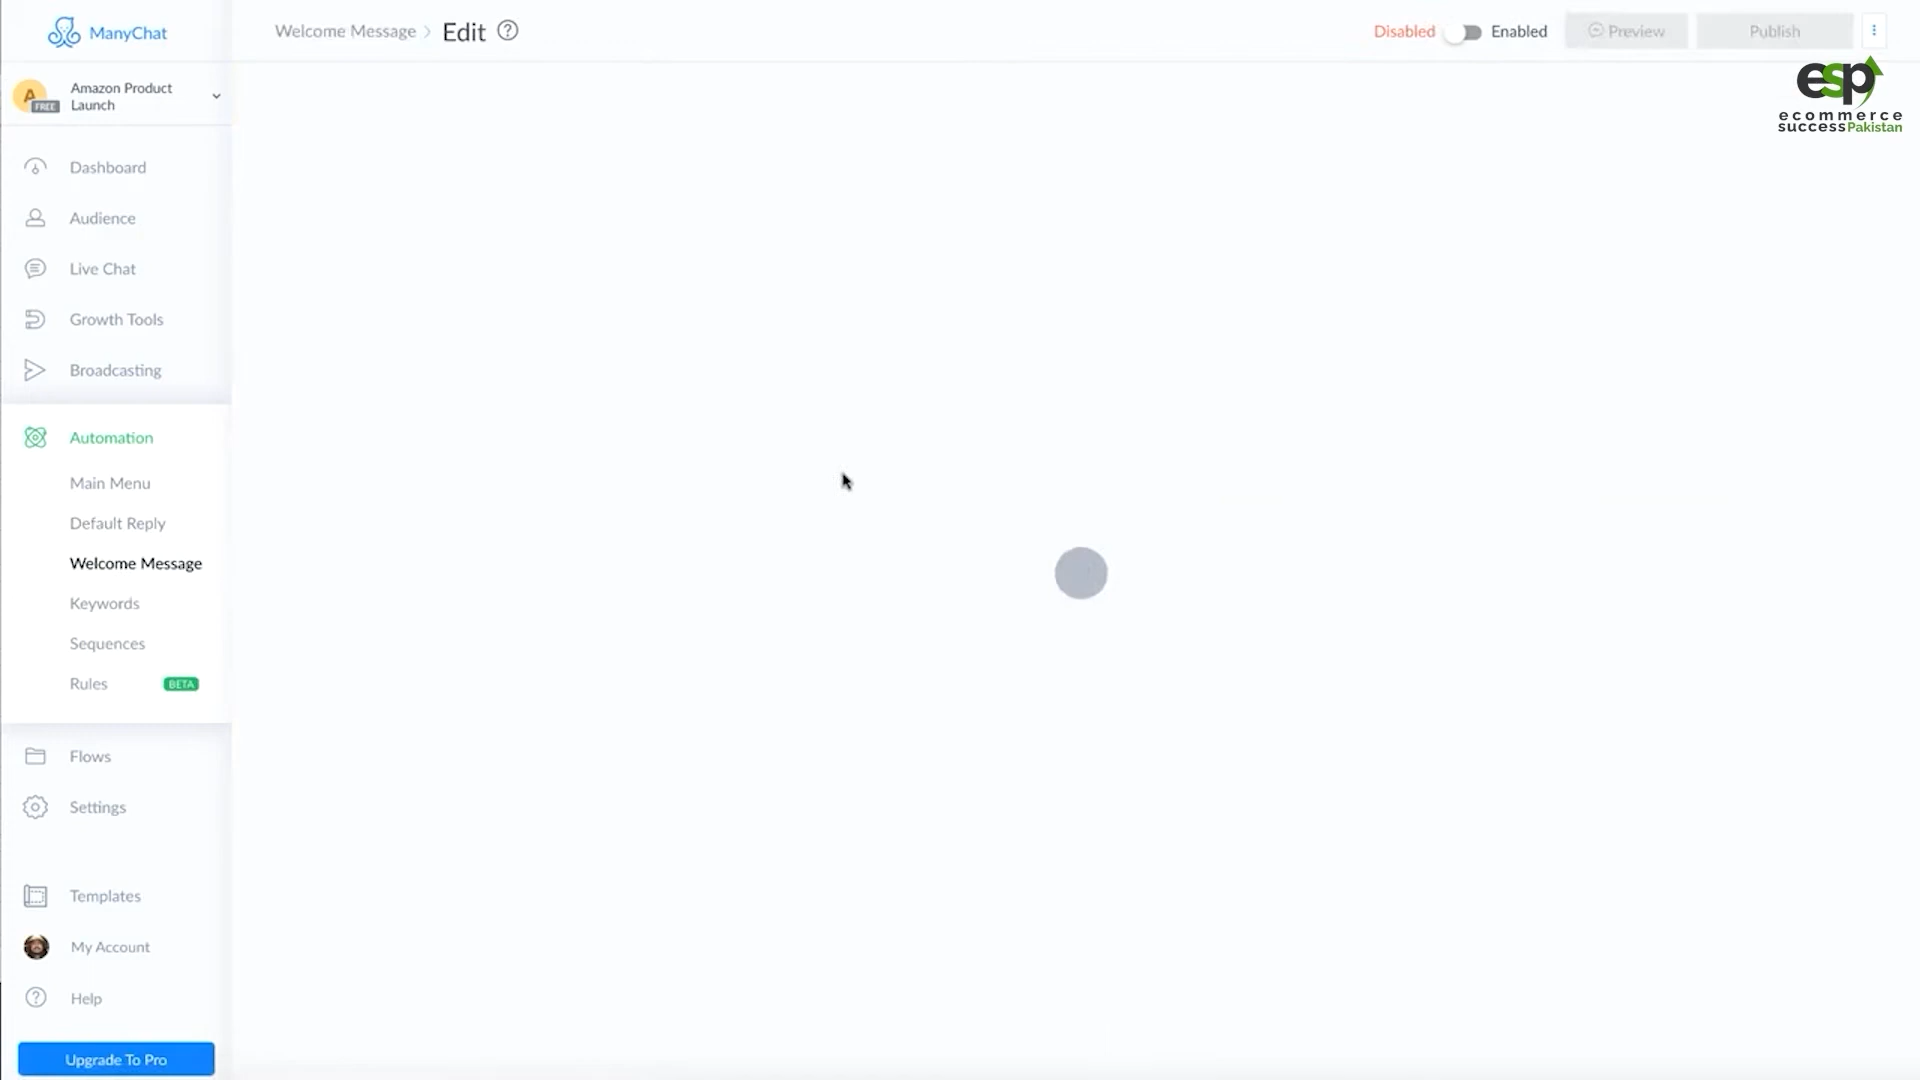 ManyChat
Welcome Message
Edit
Disabled
Enabled
Preview
Publish
esp
ecommerce
successPakistan
A
FREE
Amazon Product
Launch
Dashboard
Audience
Live Chat
Growth Tools
Broadcasting
Automation
Main Menu
Default Reply
Welcome Message
Keywords
Sequences
Rules BETA
Flows
Settings
Templates
My Account
Help
Upgrade To Pro